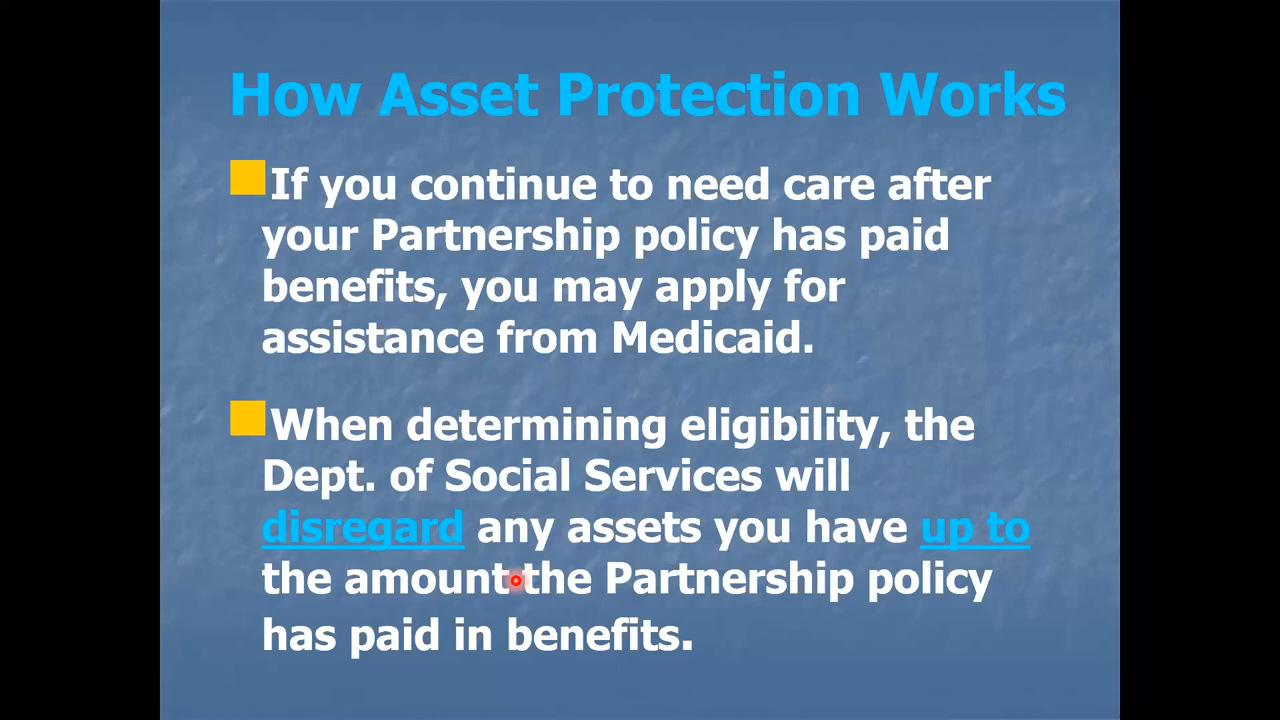 How Asset Protection Works
If you continue to need care after
your Partnership policy has paid
benefits, you may apply for
assistance from Medicaid.
When determining eligibility, the
Dept. of Social Services will
disregard any assets you have up to
the amount the Partnership policy
has paid in benefits.